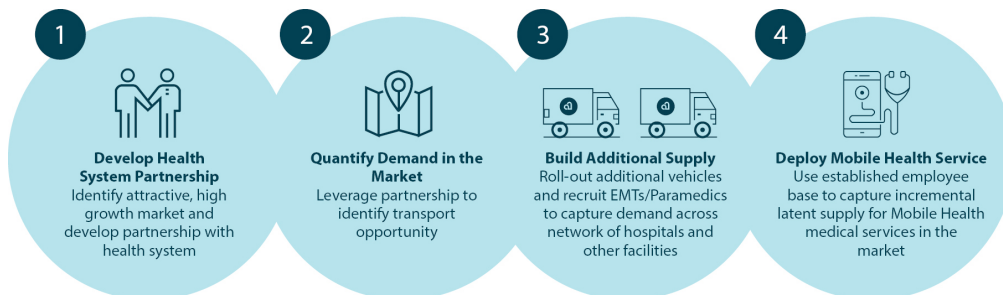 1
Develop Health
System Partnership
Identify attractive, high
growth market and
develop partnership with
health system
2
Quantify Demand in the
Market
Leverage partnership to
identify transport
opportunity
3
Build Additional Supply
Roll-out additional vehicles
and recruit EMTs/Paramedics
to capture demand across
network of hospitals and
other facilities
4
Deploy Mobile Health Service
Use established employee
base to capture incremental
latent supply for Mobile Health
medical services in the
market